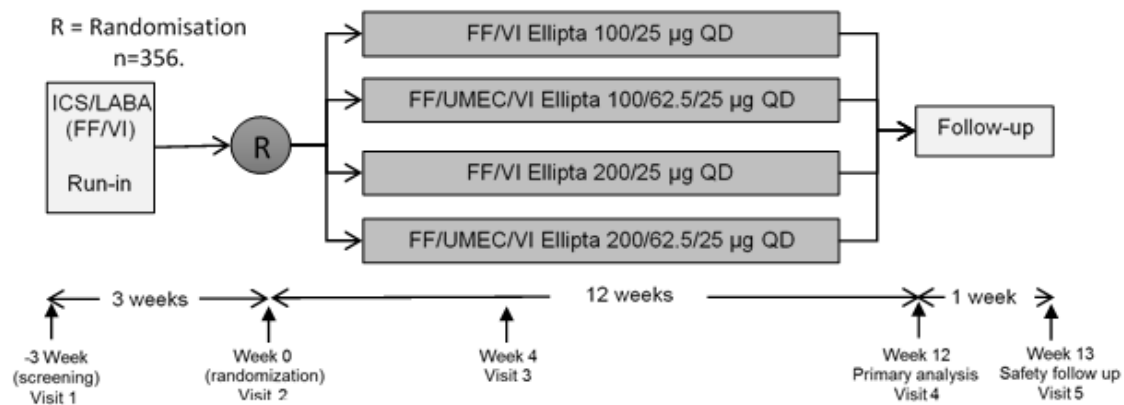 R = Randomisation
n=356.
ICS/LABA
(FF/VI)
Run-in
R
FF/VI Ellipta 100/25 µg QD
FF/UMEC/VI Ellipta 100/62.5/25 µg QD
FF/VI Ellipta 200/25 µg QD
FF/UMEC/VI Ellipta 200/62.5/25 µg QD
Follow-up
3 weeks
12 weeks
1 week
-3 Week
(screening)
Visit 1
Week 0
(randomization)
Visit 2
Week 4
Visit 3
Week 12
Primary analysis
Visit 4
Week 13
Safety follow up
Visit 5